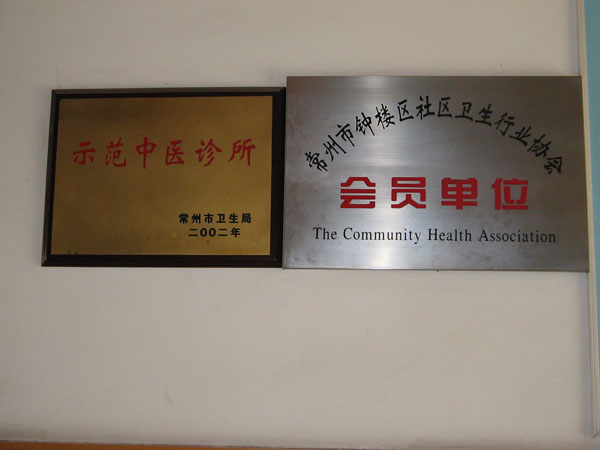 示范中医诊所
常州市卫生局
二00二年
常州市钟楼区社区卫生行业协会
会员单位
The Community Health Association